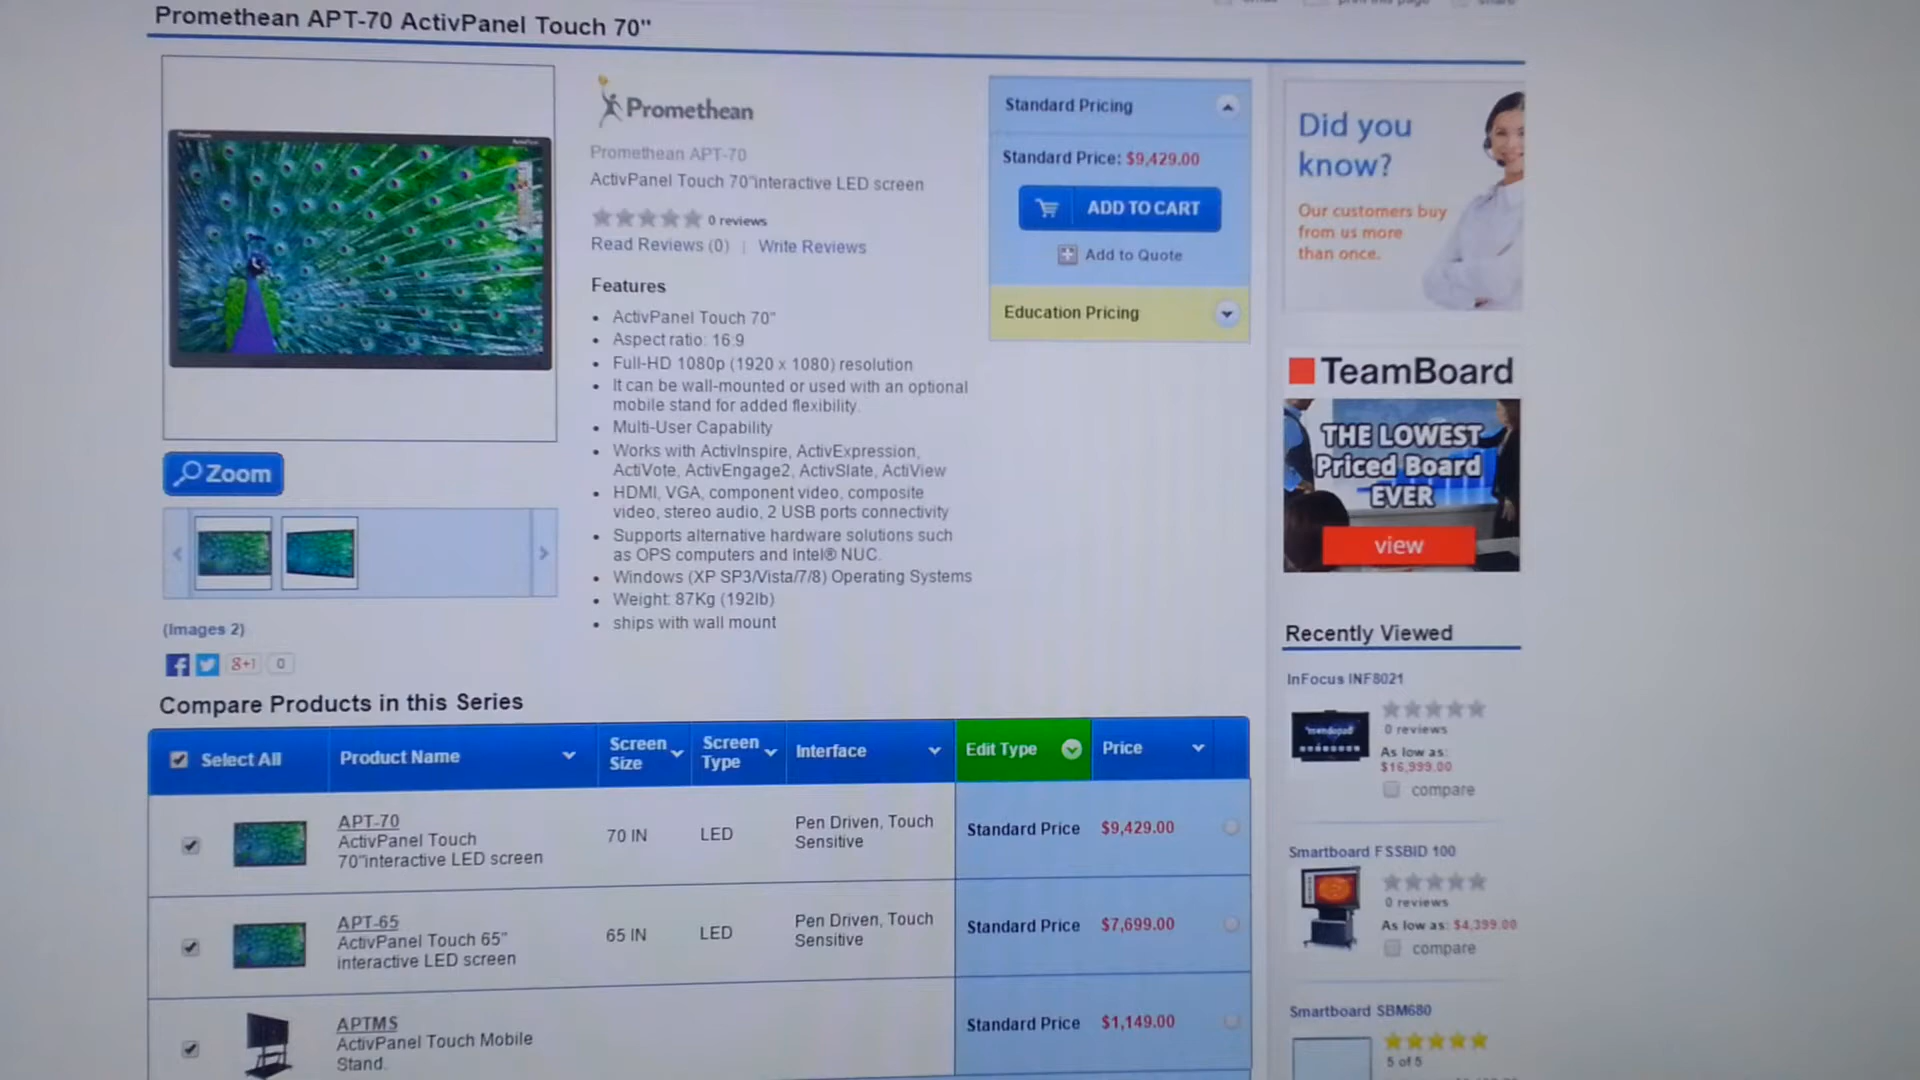 Promethean APT-70 ActivPanel Touch 70"
Promethean
Promethean APT-70
ActivPanel Touch 70"interactive LED screen
0 reviews
Read Reviews (0) | Write Reviews
Features
ActivPanel Touch 70"
Aspect ratio: 16:9
Full-HD 1080p (1920 x 1080) resolution
It can be wall-mounted or used with an optional
mobile stand for added flexibility.
Multi-User Capability
Works with ActivInspire, ActivExpression,
ActiVote, ActivEngage2, ActivSlate, ActiView
HDMI, VGA, component video, composite
video, stereo audio, 2 USB ports connectivity
Supports alternative hardware solutions such
as OPS computers and Intel® NUC.
Windows (XP SP3/Vista/7/8) Operating Systems
Weight: 87Kg (192lb)
ships with wall mount
Zoom
(Images 2)
8+1 0
Standard Pricing
Standard Price: $9,429.00
ADD TO CART
Add to Quote
Education Pricing
Did you
know?
Our customers buy
from us more
than once.
TeamBoard
THE LOWEST
Priced Board
EVER
view
Recently Viewed
InFocus INF8021
0 reviews
As low as:
$16,999.00
compare
Smartboard FSSBID 100
0 reviews
As low as: $4,399.00
compare
Smartboard SBM680
5 of 5
Compare Products in this Series
Select All
Product Name
Screen
Size
Screen
Type
Interface
Edit Type
Price
APT-70
ActivPanel Touch
70"interactive LED screen
70 IN
LED
Pen Driven, Touch
Sensitive
Standard Price
$9,429.00
APT-65
ActivPanel Touch 65"
interactive LED screen
65 IN
LED
Pen Driven, Touch
Sensitive
Standard Price
$7,699.00
APTMS
ActivPanel Touch Mobile
Stand.
Standard Price
$1,149.00